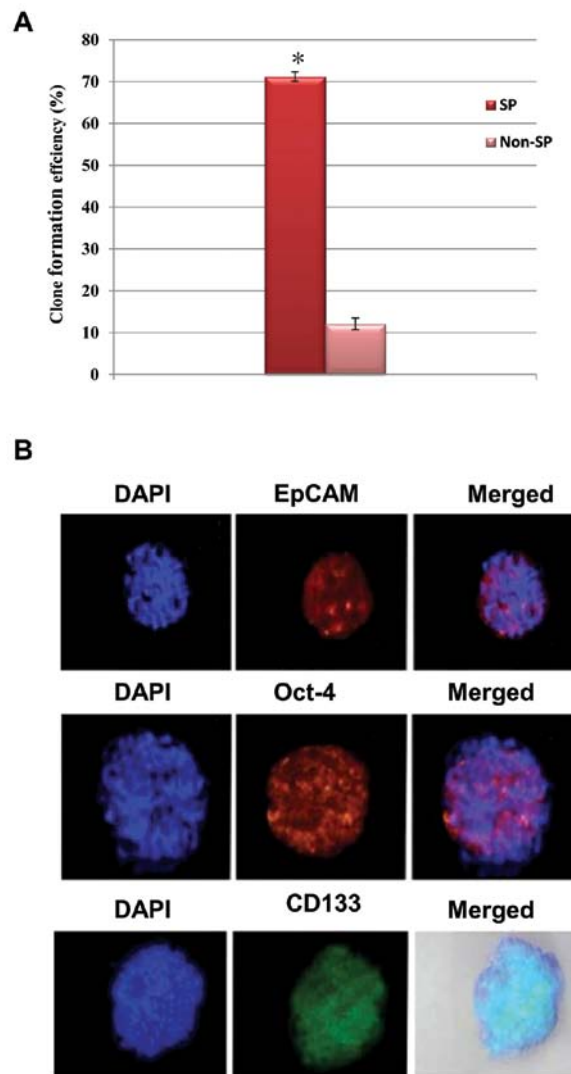 A
Clone formation effciency (%)
80
70
60
50
40
30
20
10
0
*
SP
Non-SP
B
DAPI EpCAM Merged
DAPI Oct-4 Merged
DAPI CD133 Merged